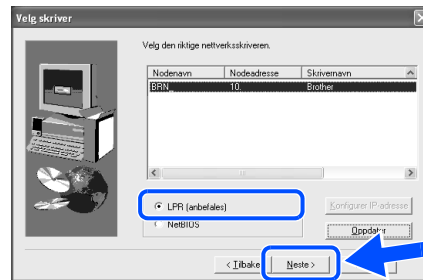 Velg skriver
Velg den riktige nettverksskriveren.
Nodenavn Nodeadresse Skrivernavn
BRN_ 10. Brother
LPR (anbefales)
NetBIOS
Konfigurer IP-adresse
Oppdater
< Tilbake Neste >